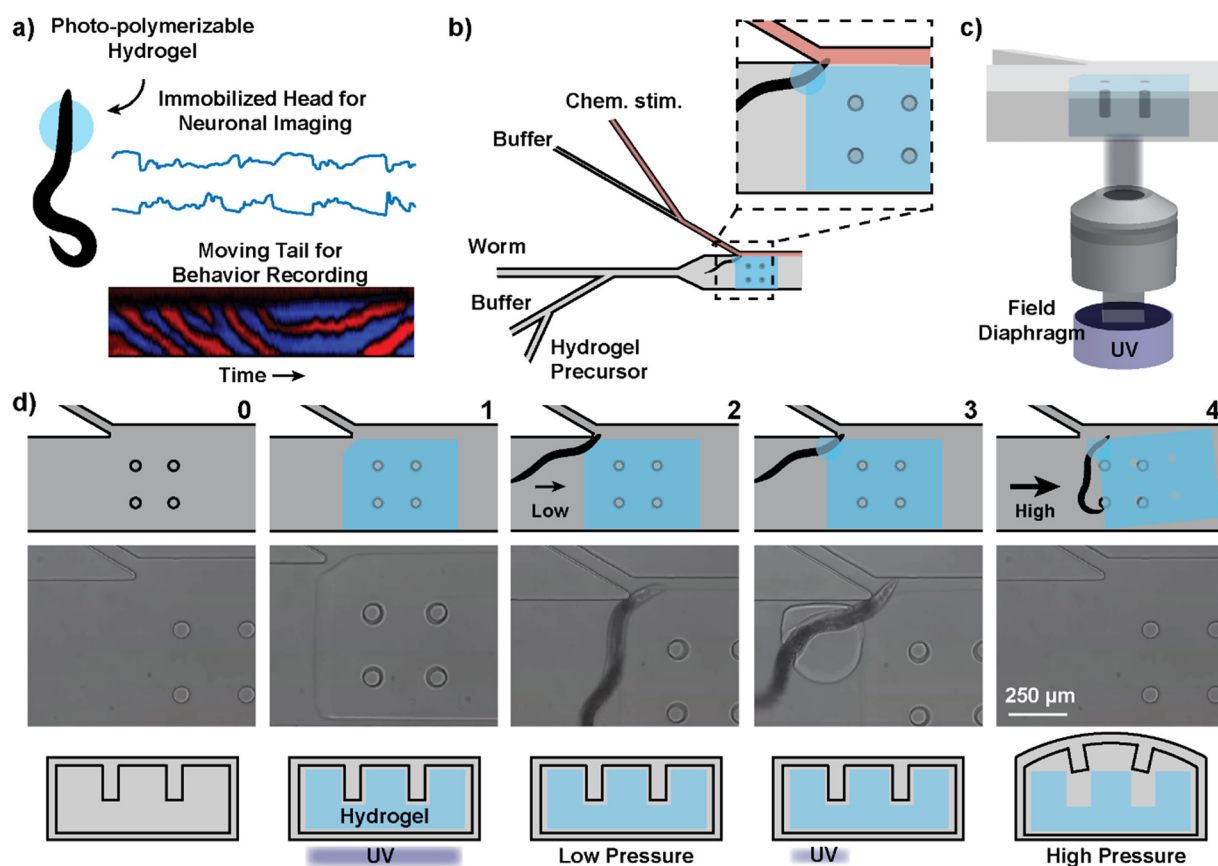 a)
Photo-polymerizable
Hydrogel
Immobilized Head for
Neuronal Imaging
Moving Tail for
Behavior Recording
Time →
b)
Chem. stim.
Buffer
Worm
Buffer
Hydrogel
Precursor
c)
Field
Diaphragm
UV
d)
0
1
2
3
4
Low
High
250 µm
Hydrogel
UV
Low Pressure
UV
High Pressure